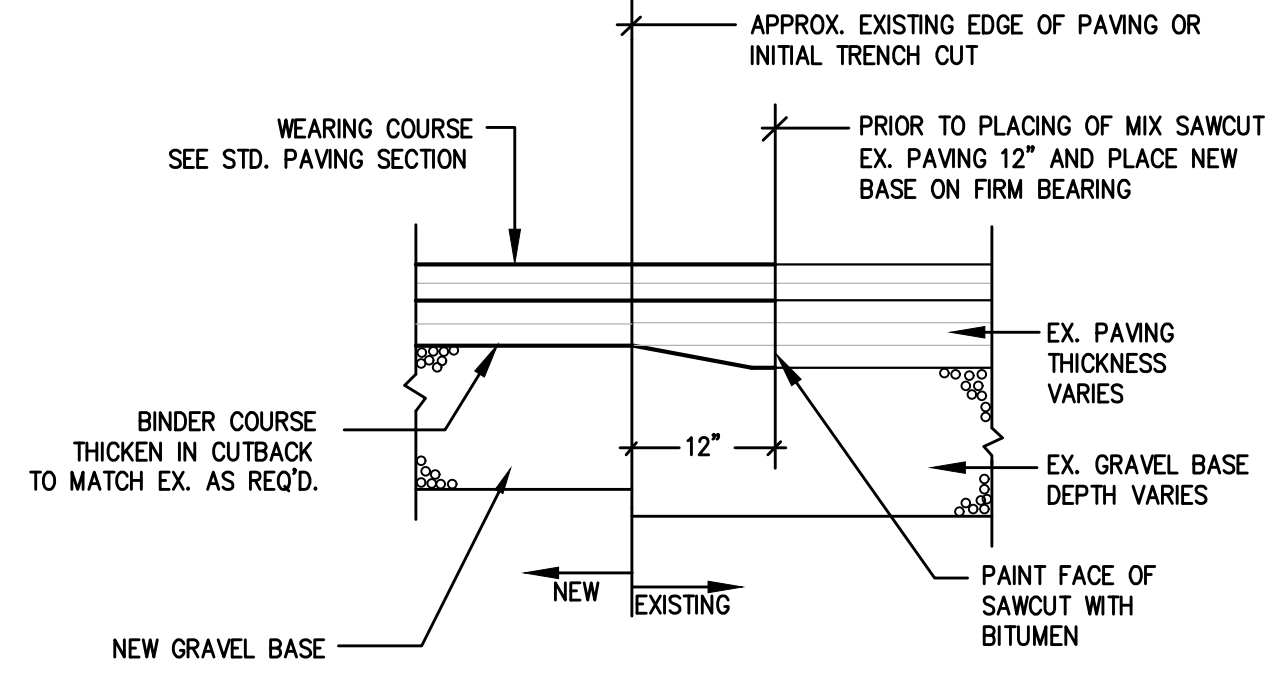 APPROX. EXISTING EDGE OF PAVING OR
INITIAL TRENCH CUT
WEARING COURSE
SEE STD. PAVING SECTION
PRIOR TO PLACING OF MIX SAWCUT
EX. PAVING 12" AND PLACE NEW
BASE ON FIRM BEARING
EX. PAVING
THICKNESS
VARIES
BINDER COURSE
THICKEN IN CUTBACK
TO MATCH EX. AS REQ'D.
12"
EX. GRAVEL BASE
DEPTH VARIES
NEW
EXISTING
PAINT FACE OF
SAWCUT WITH
BITUMEN
NEW GRAVEL BASE